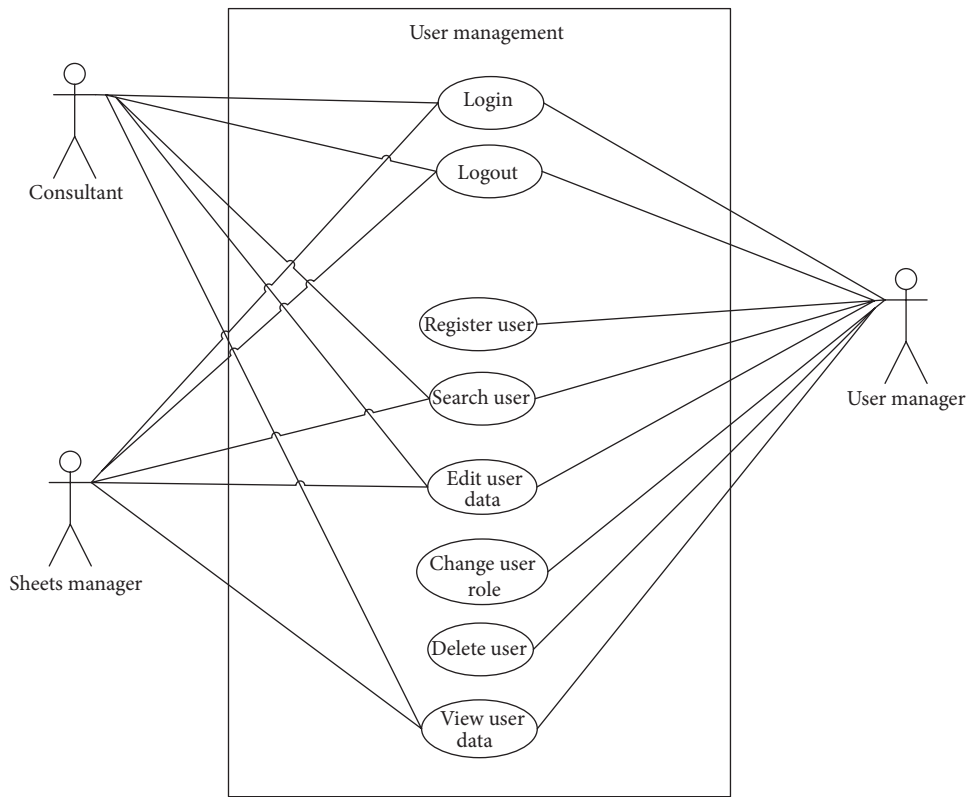 User management
Login
Consultant
Logout
Register user
Search user
User manager
Edit user
data
Change user
role
Sheets manager
Delete user
View user
data